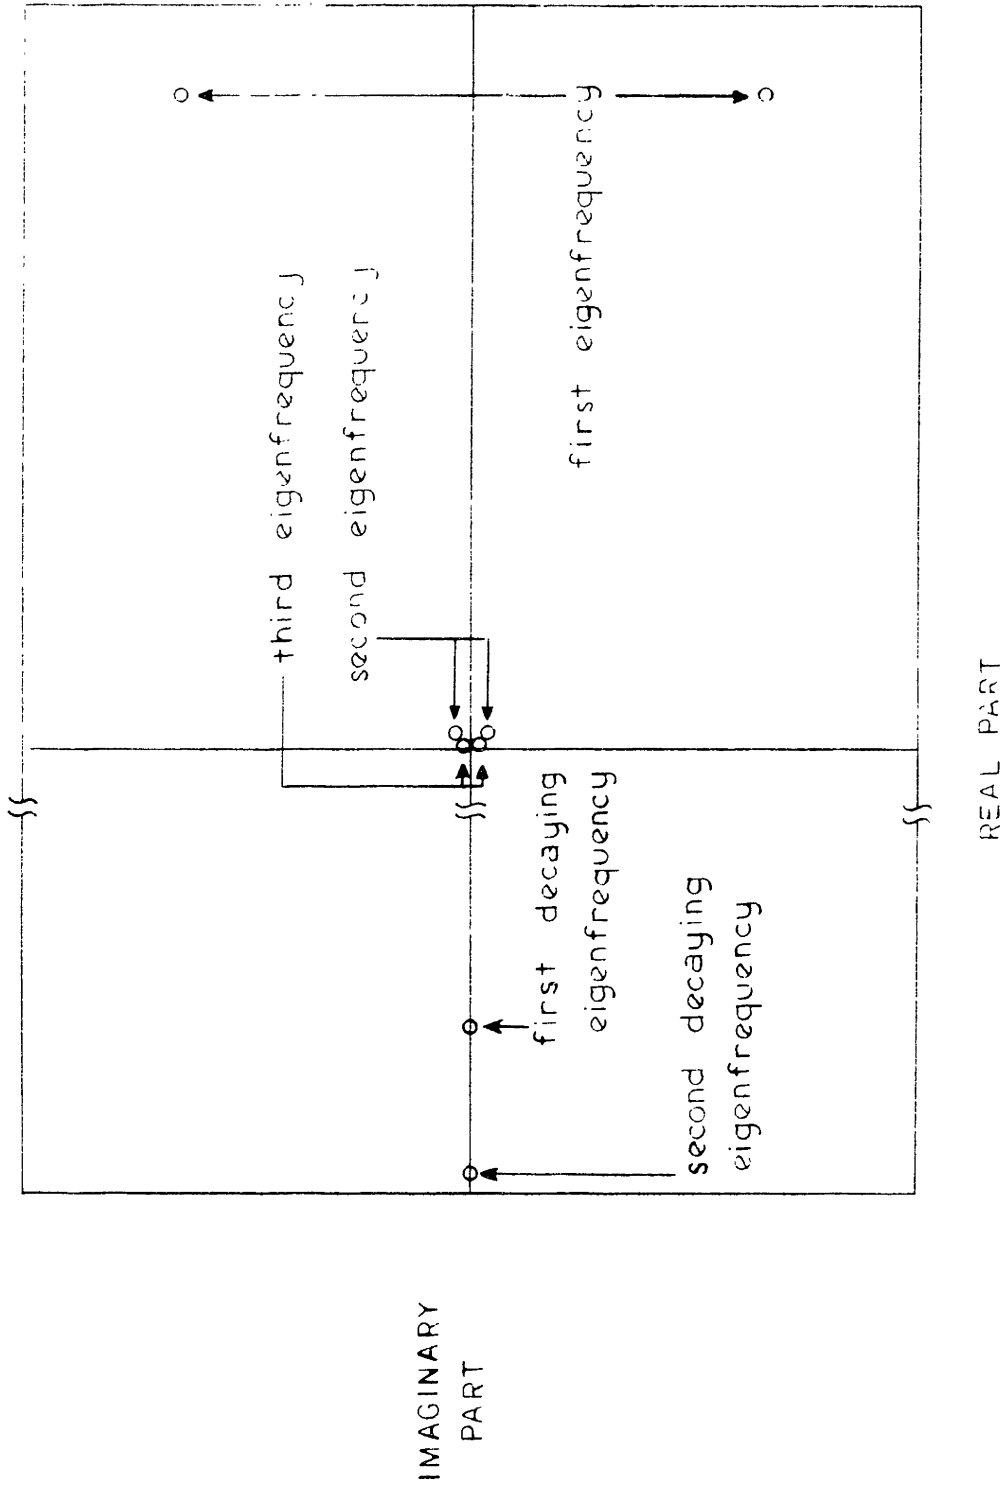 third eigenfrequency
second eigenfrequency
first eigenfrequency
first decaying
eigenfrequency
second decaying
eigenfrequency
IMAGINARY
PART
REAL PART